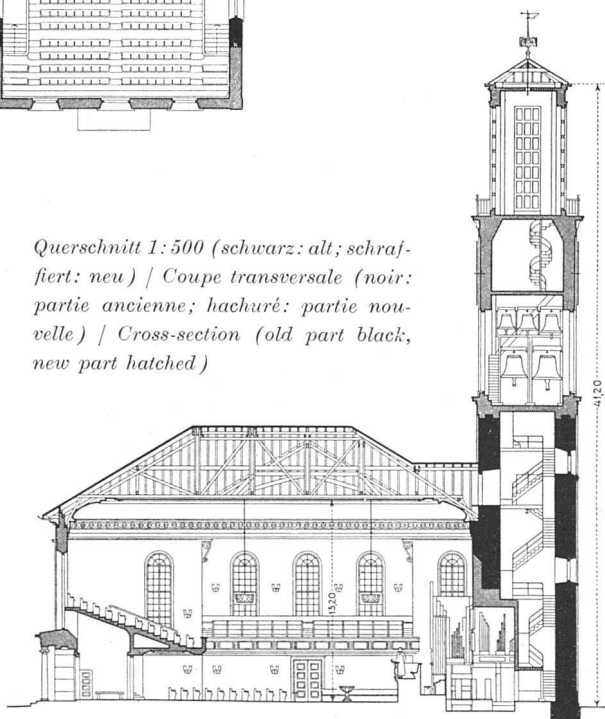 Querschnitt 1:500 (schwarz: alt; schraf-
fiert: neu) / Coupe transversale (noir:
partie ancienne; hachuré: partie nou-
velle) / Cross-section (old part black,
new part hatched)
41,20
13,20